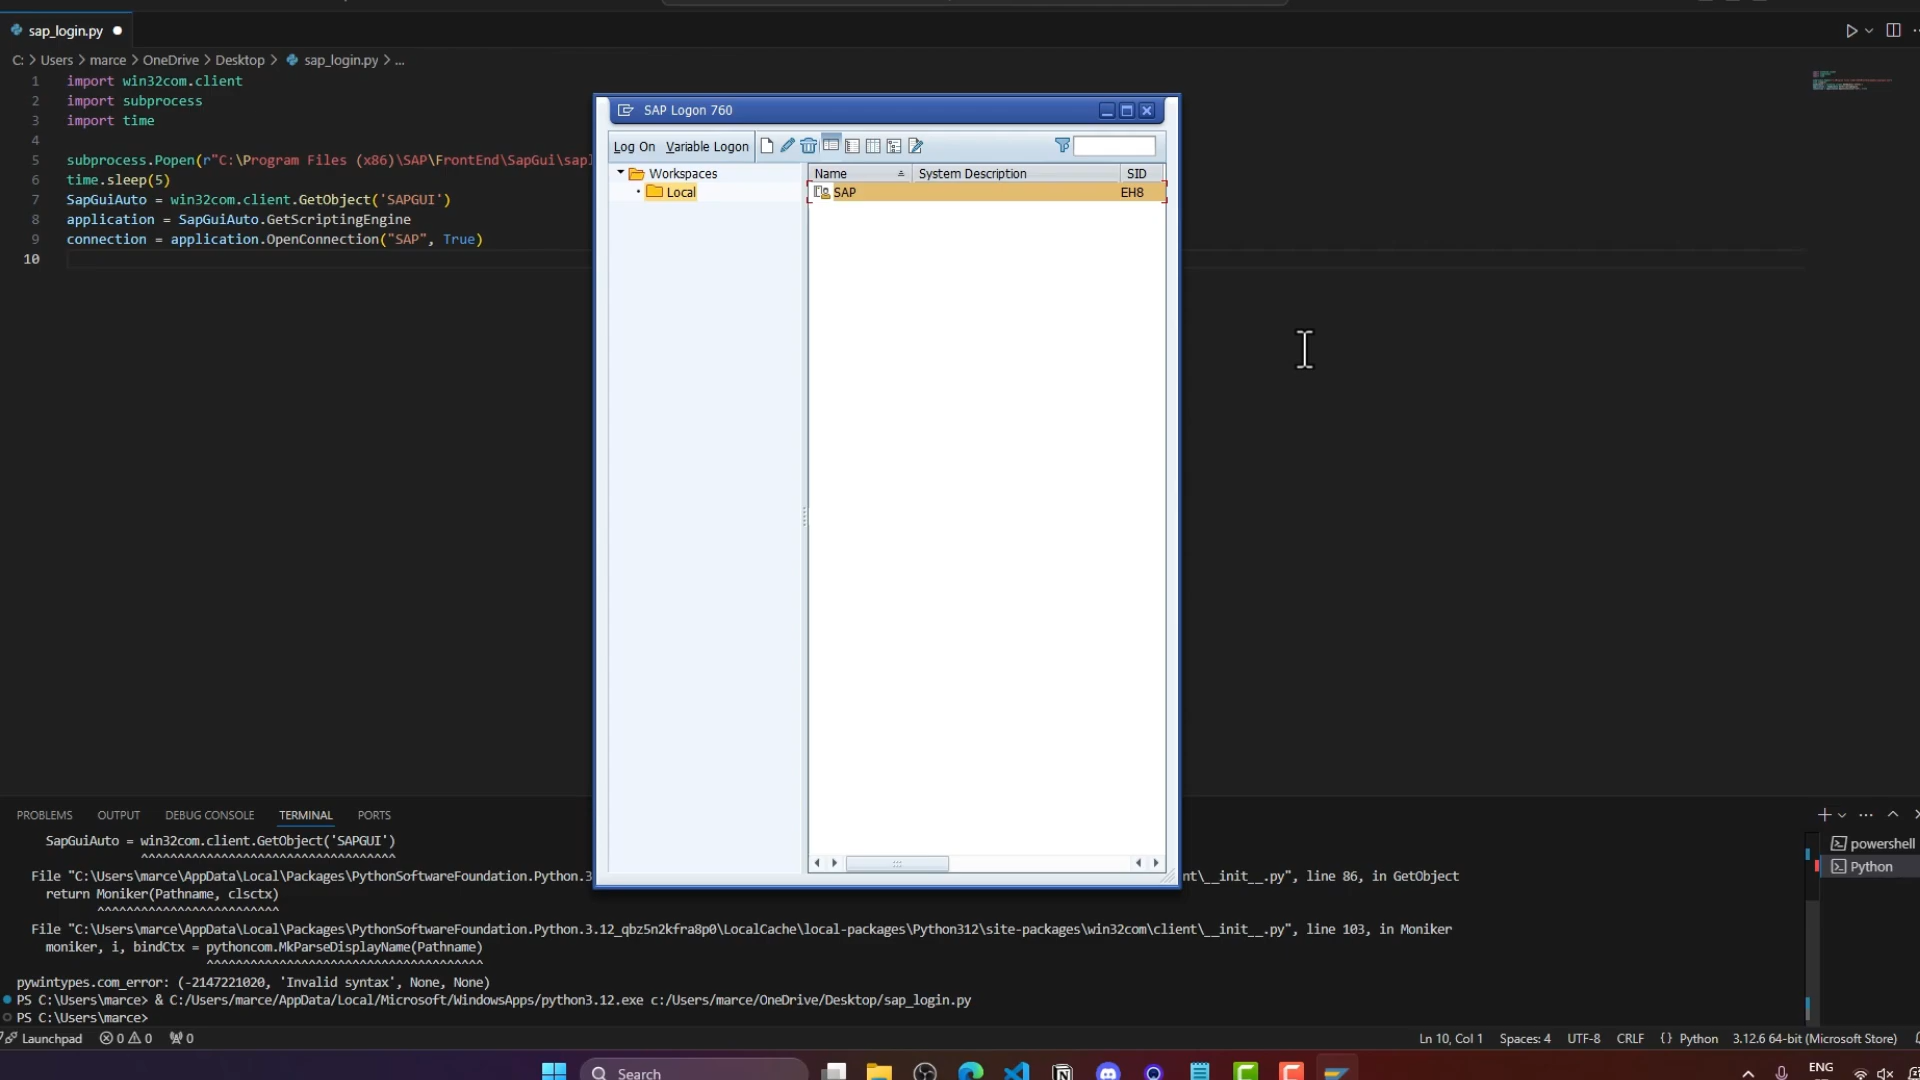 sap_login.py
C: > Users > marce > OneDrive > Desktop > sap_login.py > ...
1 import win32com.client
2 import subprocess
3 import time
4
5 subprocess.Popen(r"C:\Program Files (x86)\SAP\FrontEnd\SapGui\sapl
6 time.sleep(5)
7 SapGuiAuto = win32com.client.GetObject('SAPGUI')
8 application = SapGuiAuto.GetScriptingEngine
9 connection = application.OpenConnection("SAP", True)
10
SAP Logon 760
Log On Variable Logon
Workspaces
Local
Name System Description SID
SAP EH8
PROBLEMS OUTPUT DEBUG CONSOLE TERMINAL PORTS
SapGuiAuto = win32com.client.GetObject('SAPGUI')
^^^^^^^^^^^^^^^^^^^^^^^^^^^^^^^^^^
File "C:\Users\marce\AppData\Local\Packages\PythonSoftwareFoundation.Python.3 nt\__init__.py", line 86, in GetObject
return Moniker(Pathname, clsctx)
^^^^^^^^^^^^^^^^^^^^^^^^
File "C:\Users\marce\AppData\Local\Packages\PythonSoftwareFoundation.Python.3.12_qbz5n2kfra8p0\LocalCache\local-packages\Python312\site-packages\win32com\client\__init__.py", line 103, in Moniker
moniker, i, bindCtx = pythoncom.MkParseDisplayName(Pathname)
^^^^^^^^^^^^^^^^^^^^^^^^^^^^^^^^^^^^^
pywintypes.com_error: (-2147221020, 'Invalid syntax', None, None)
PS C:\Users\marce> & C:/Users/marce/AppData/Local/Microsoft/WindowsApps/python3.12.exe c:/Users/marce/OneDrive/Desktop/sap_login.py
PS C:\Users\marce>
powershell
Python
Launchpad 0 0 0
Ln 10, Col 1 Spaces: 4 UTF-8 CRLF {} Python 3.12.6 64-bit (Microsoft Store)
Search
ENG